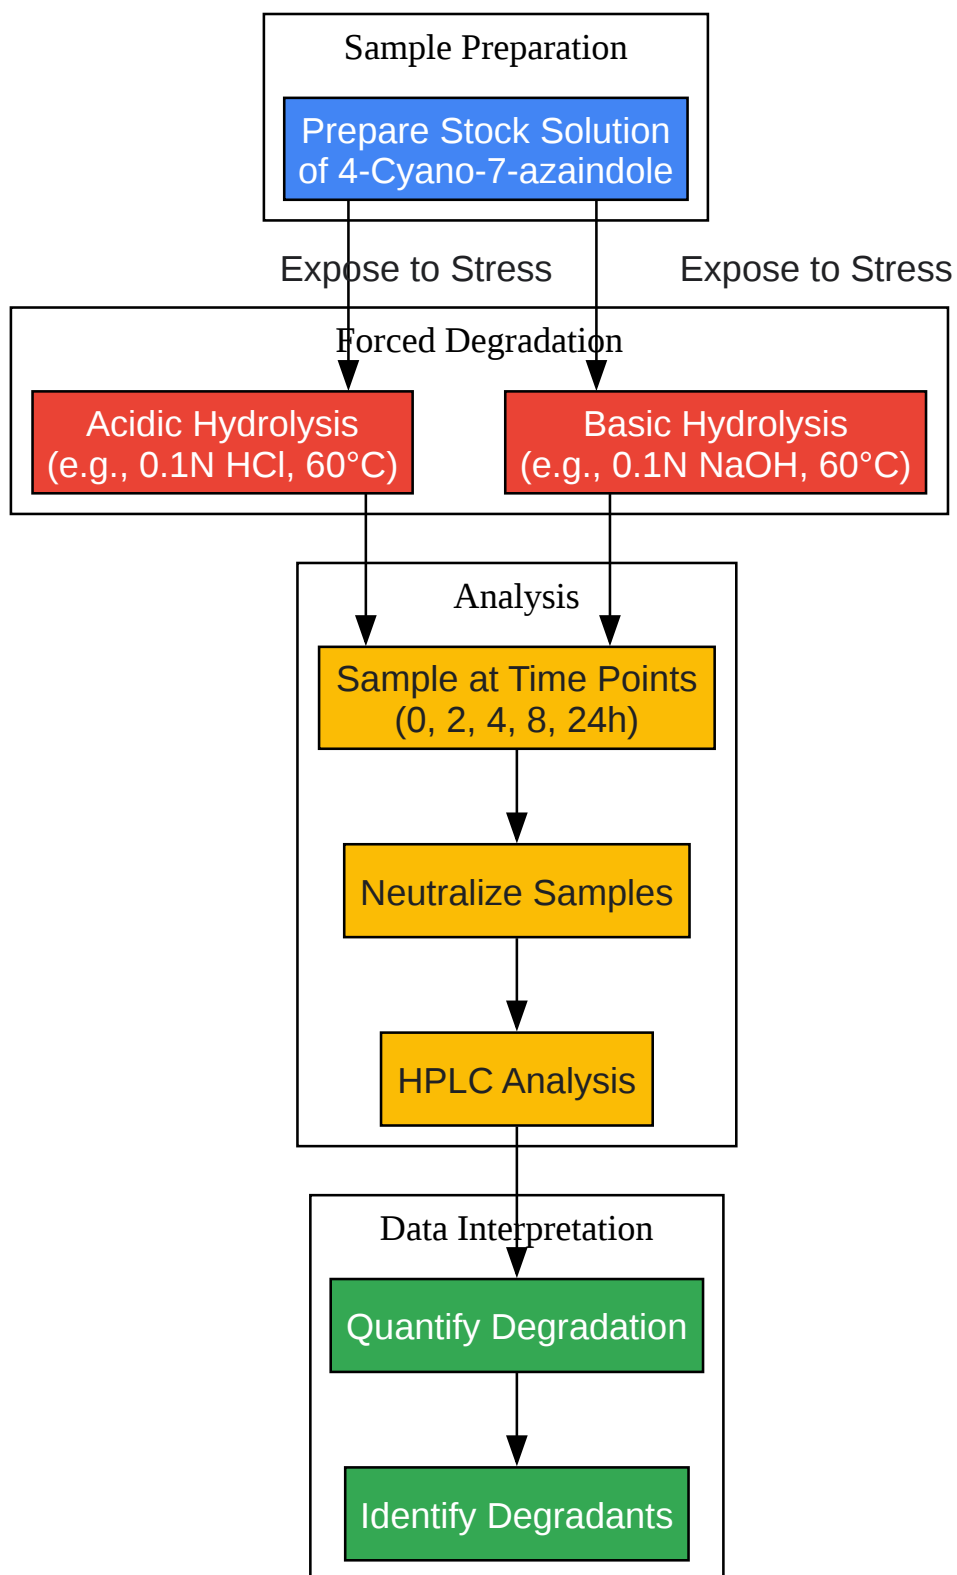 Sample Preparation
Prepare Stock Solution
of 4-Cyano-7-azaindole
Expose to Stress
Expose to Stress
Forced Degradation
Acidic Hydrolysis
(e.g., 0.1N HCl, 60°C)
Basic Hydrolysis
(e.g., 0.1N NaOH, 60°C)
Analysis
Sample at Time Points
(0, 2, 4, 8, 24h)
Neutralize Samples
HPLC Analysis
Data Interpretation
Quantify Degradation
Identify Degradants